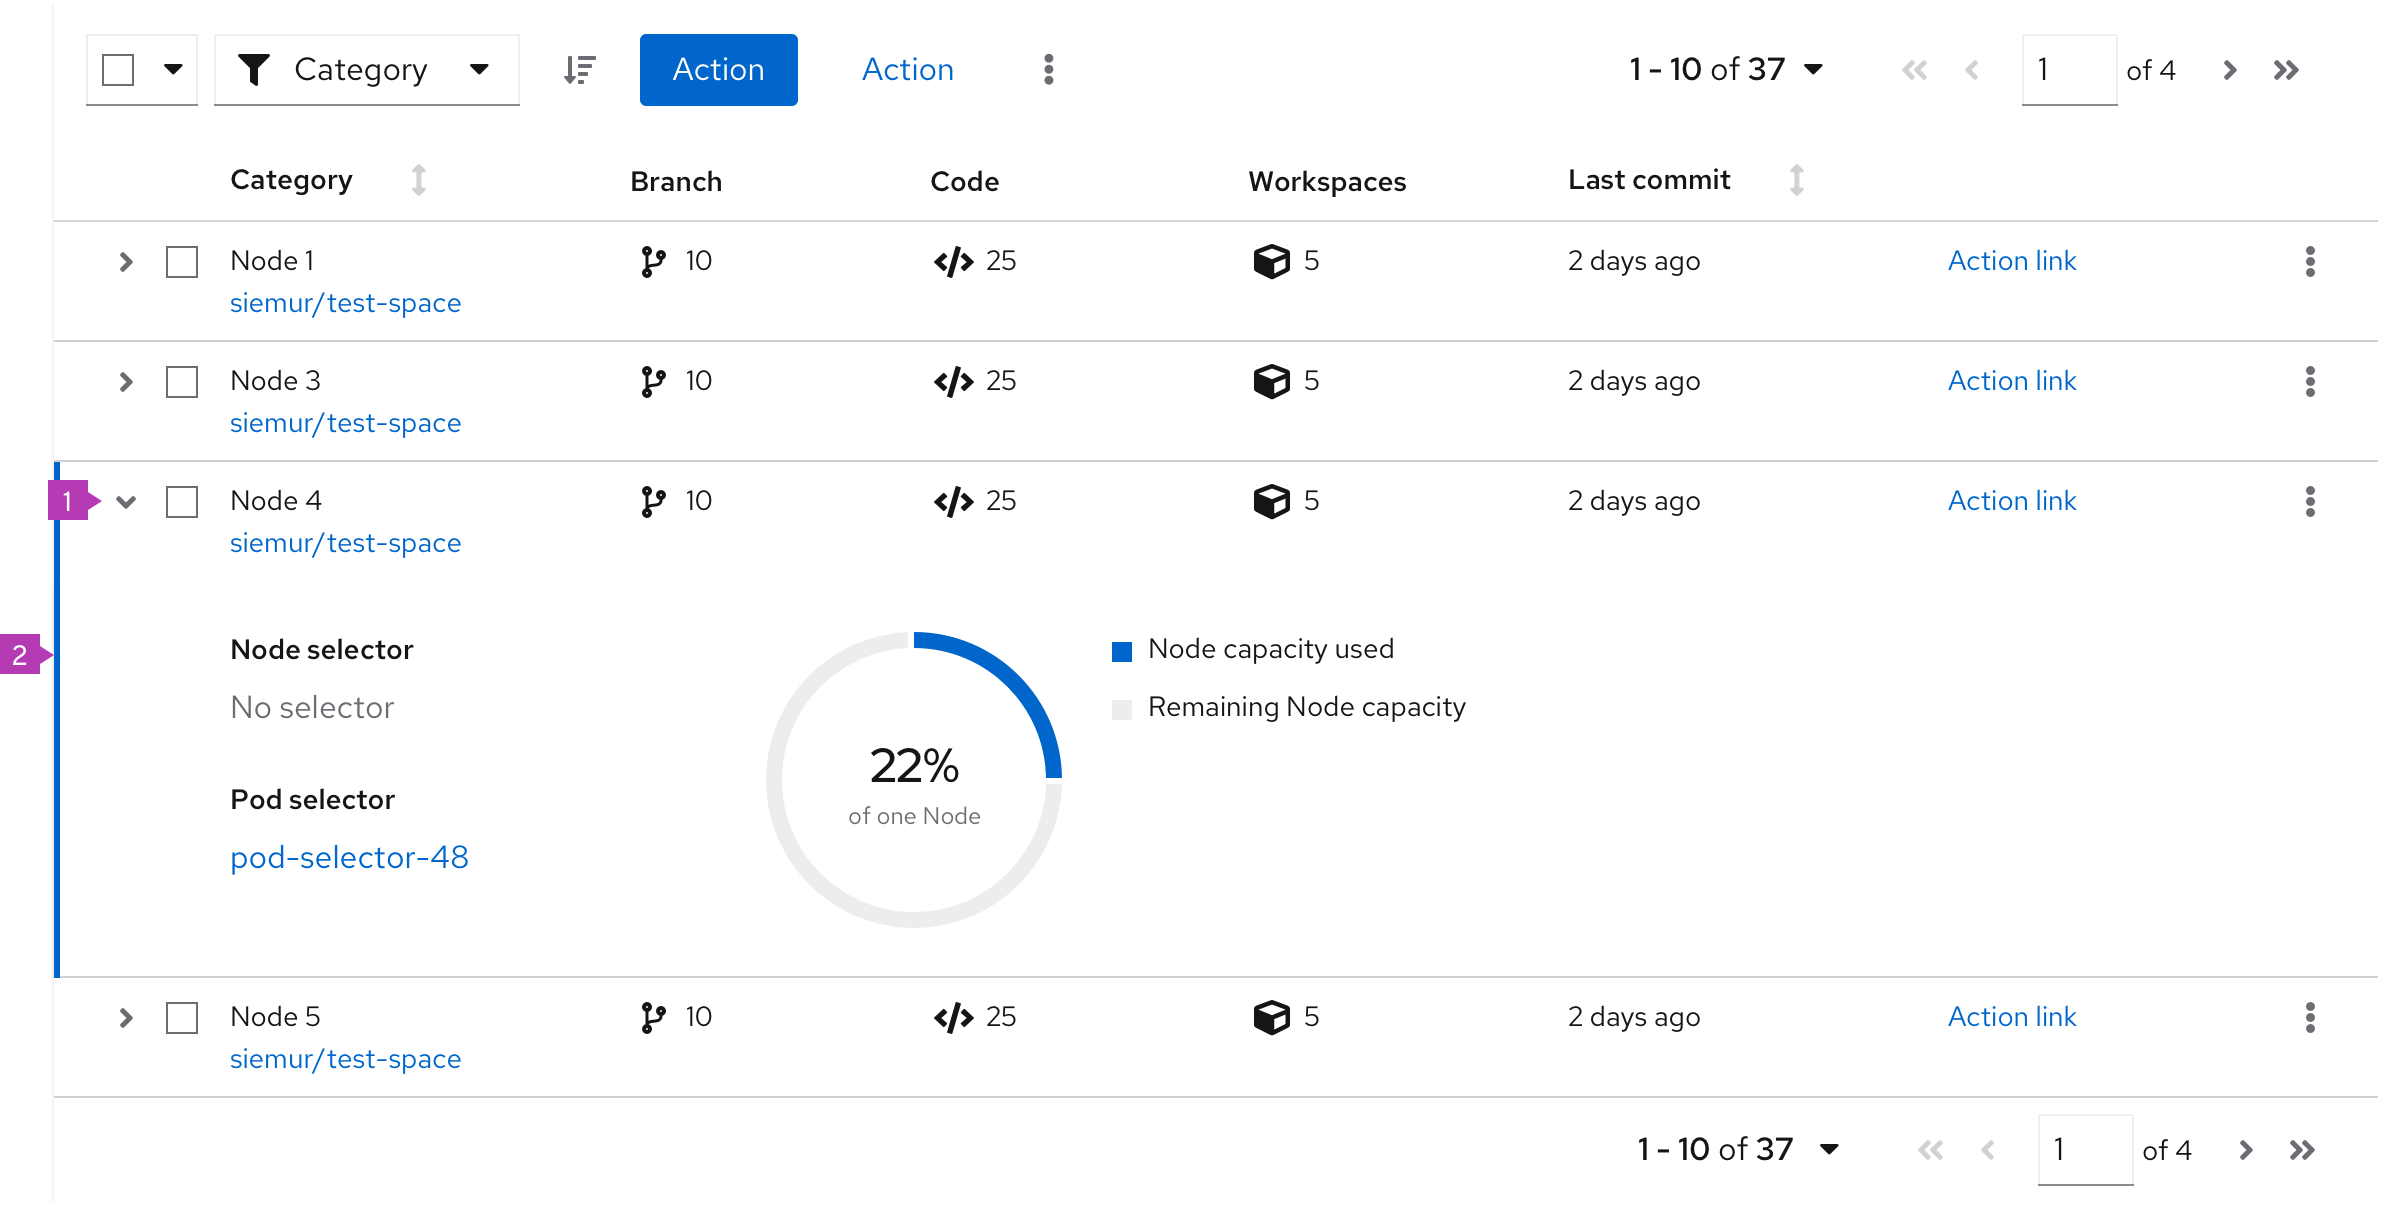 Category Action Action 1 - 10 of 37 1 of 4
Category Branch Code Workspaces Last commit
Node 1 10 25 5 2 days ago Action link
siemur/test-space
Node 3 10 25 5 2 days ago Action link
siemur/test-space
1 Node 4 10 25 5 2 days ago Action link
siemur/test-space
Node selector Node capacity used
2
No selector Remaining Node capacity
22%
Pod selector of one Node
pod-selector-48
Node 5 10 25 5 2 days ago Action link
siemur/test-space
1 - 10 of 37 1 of 4